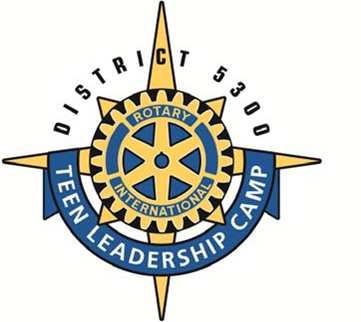 DISTRICT 5300
ROTARY
INTERNATIONAL
TEEN LEADERSHIP CAMP